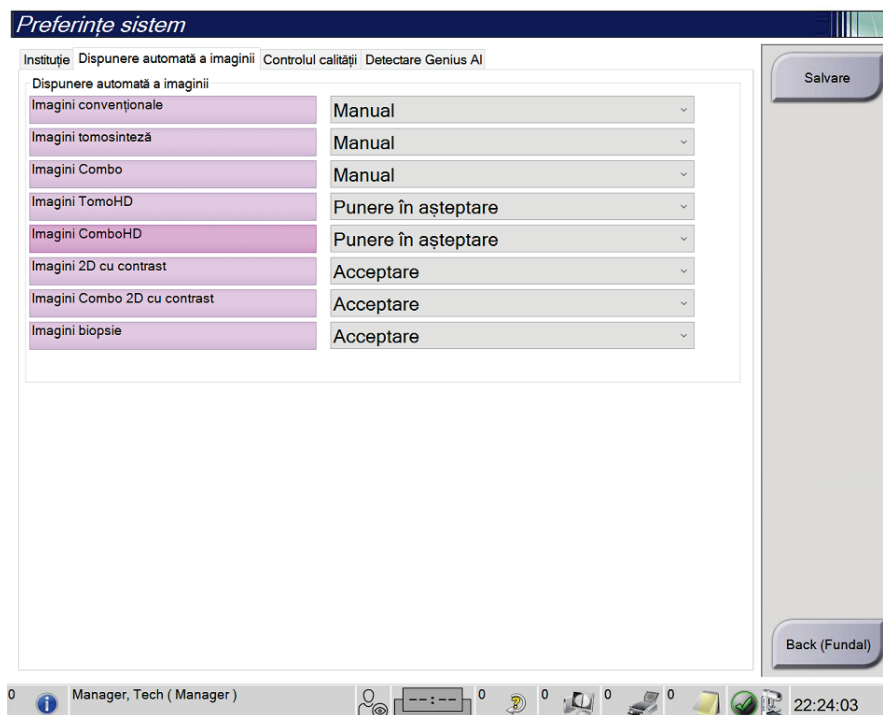 Preferințe sistem
Instituție Dispunere automată a imaginii Controlul calității Detectare Genius AI
Salvare
Dispunere automată a imaginii
Imagini convenționale Manual
Imagini tomosinteză Manual
Imagini Combo Manual
Imagini TomoHD Punere în așteptare
Imagini ComboHD Punere în așteptare
Imagini 2D cu contrast Acceptare
Imagini Combo 2D cu contrast Acceptare
Imagini biopsie Acceptare
Back (Fundal)
0 Manager, Tech ( Manager ) --:-- 0 0 0 0 22:24:03